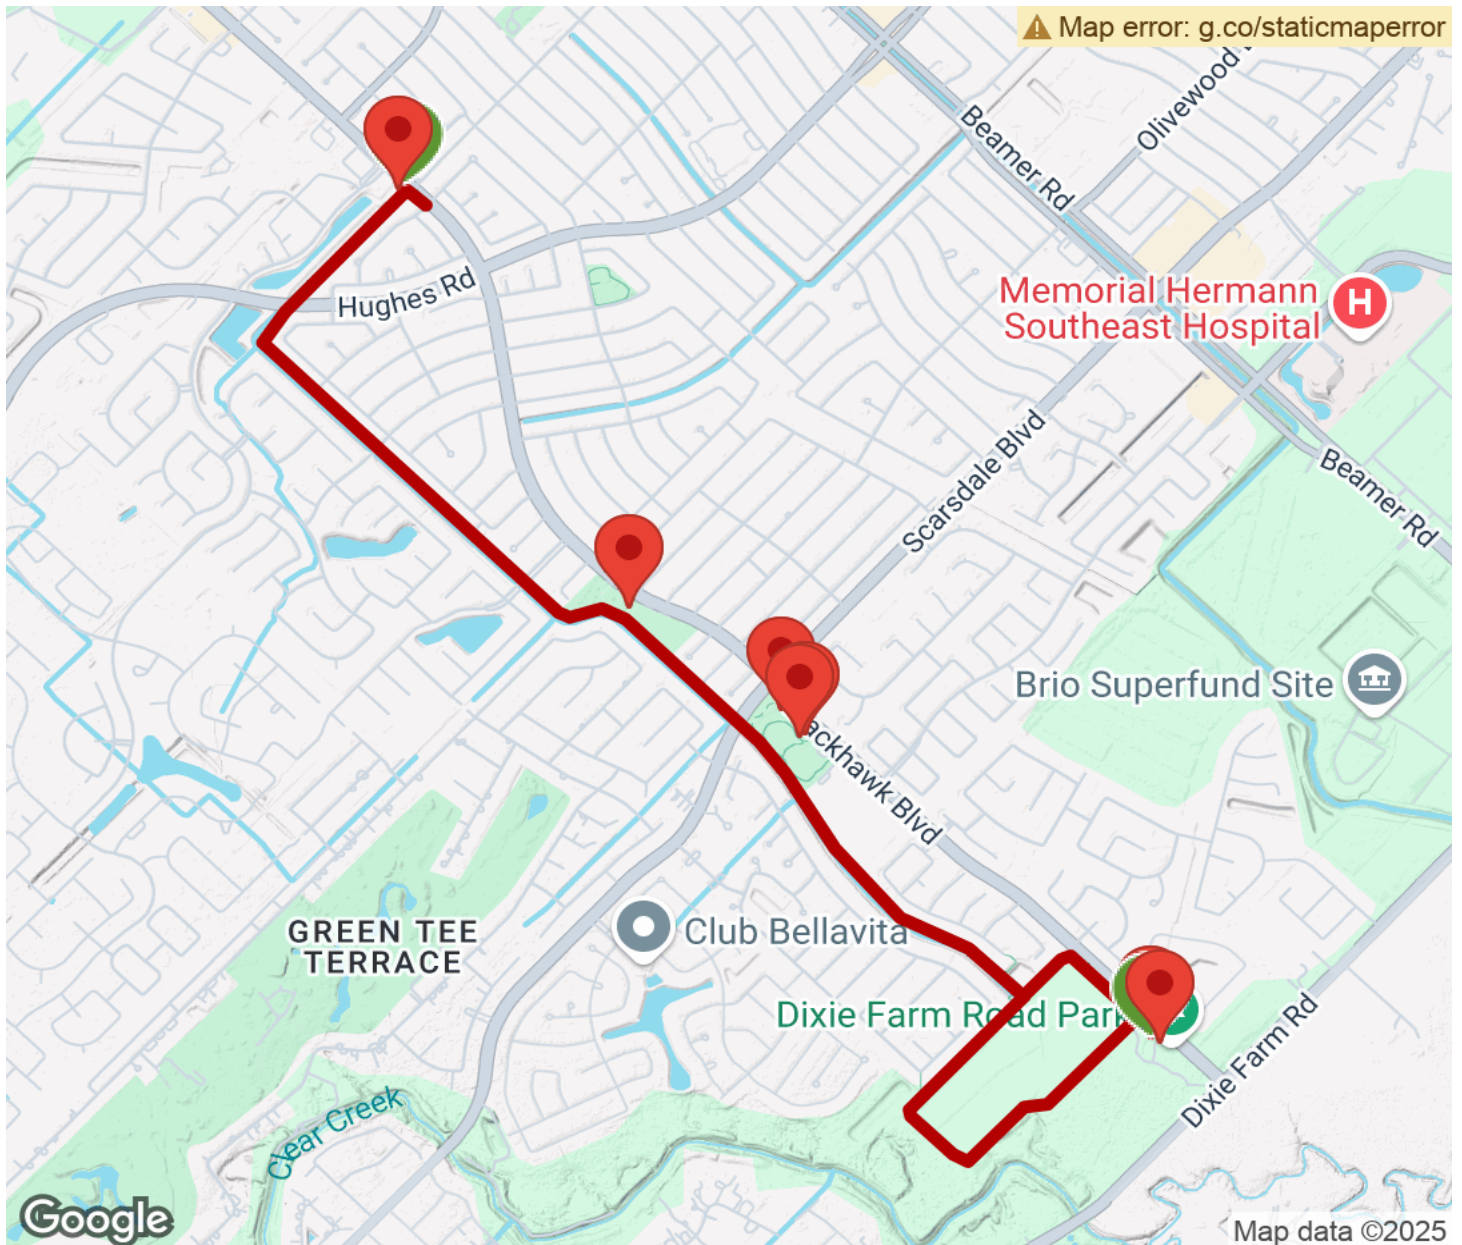 Map error: g.co/staticmaperror
Olivewood
Beamer Rd
Hughes Rd
Memorial Hermann
Southeast Hospital
H
Scarsdale Blvd
Beamer Rd
Brio Superfund Site
ackhawk Blvd
GREEN TEE
TERRACE
Club Bellavita
Dixie Farm Road Park
Dixie Farm Rd
Clear Creek
Google
Map data ©2025